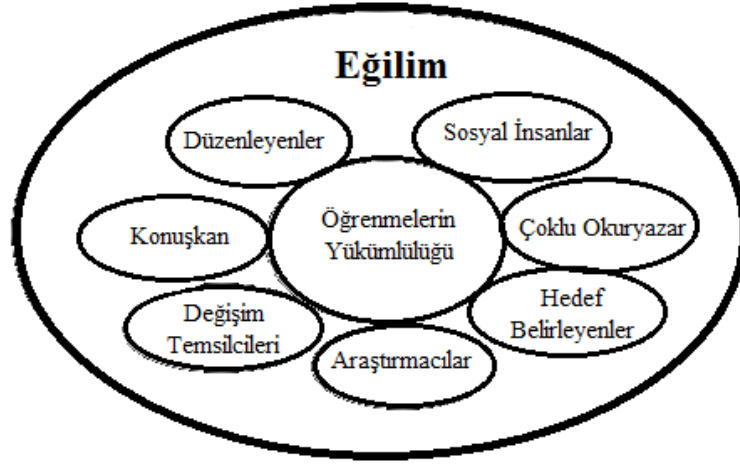 Eğilim
Düzenleyenler
Sosyal İnsanlar
Öğrenmelerin
Yükümlülüğü
Konuşkan
Çoklu Okuryazar
Değişim
Temsilcileri
Hedef
Belirleyenler
Araştırmacılar